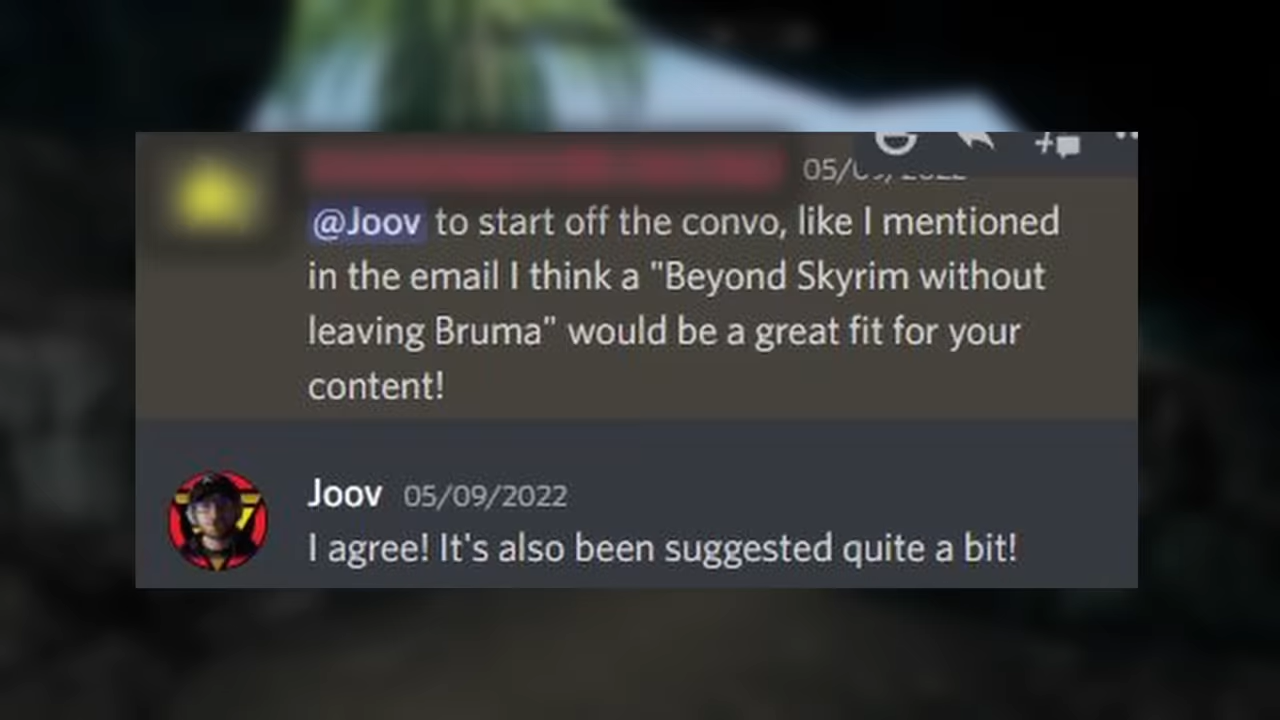 @Joov to start off the convo, like I mentioned
in the email I think a "Beyond Skyrim without
leaving Bruma" would be a great fit for your
content!
Joov 05/09/2022
I agree! It's also been suggested quite a bit!